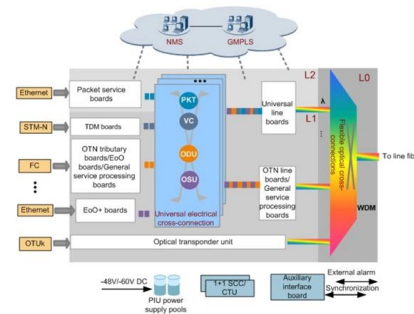 NMS
GMPLS
L2
L0
Ethernet
Packet service
boards
PKT
Universal
line
boards
L1
STM-N
TDM boards
VC
FC
OTN tributary
boards/EoO
boards/General
service processing
boards
ODU
OSU
Flexible optical cross-
connections
To line fib
OTN line
boards/
General
service
processing
boards
Ethernet
EoO+ boards
Universal electrical
cross-connection
WDM
OTUk
Optical transponder unit
-48V/-60V DC
PIU power
supply pools
1+1 SCC/
CTU
Auxiliary
interface
board
External alarm
Synchronization